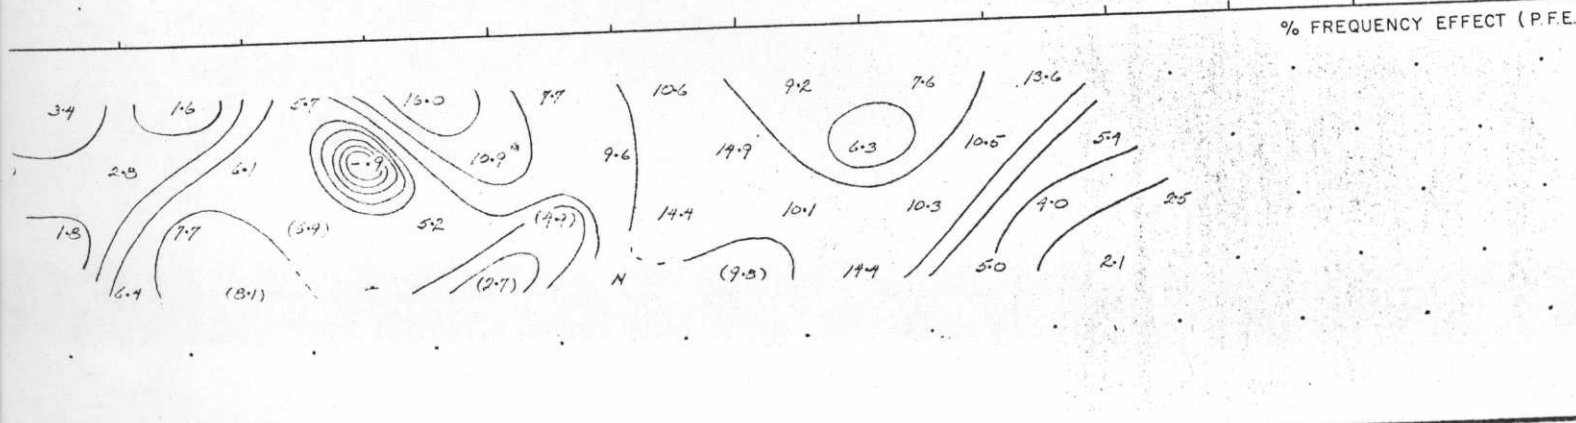 % FREQUENCY EFFECT (P.F.E.
3.4 1.6 5.7 13.0 7.7 10.6 9.2 7.6 13.6
2.8 6.1 -.9 10.9 9.6 14.9 6.3 10.5 5.4
1.8 7.7 (5.9) 5.2 (4.7) 14.4 10.1 10.3 4.0 2.5
6.4 (8.1) - (2.7) N (9.8) 14.4 5.0 2.1